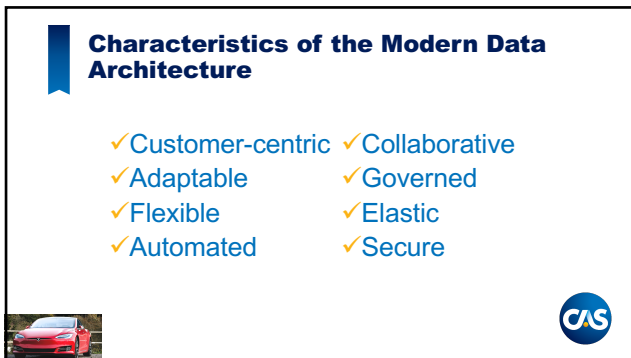 Characteristics of the Modern Data
Architecture
✓Customer-centric
✓Adaptable
✓Flexible
✓Automated
✓Collaborative
✓Governed
✓Elastic
✓Secure
CAS